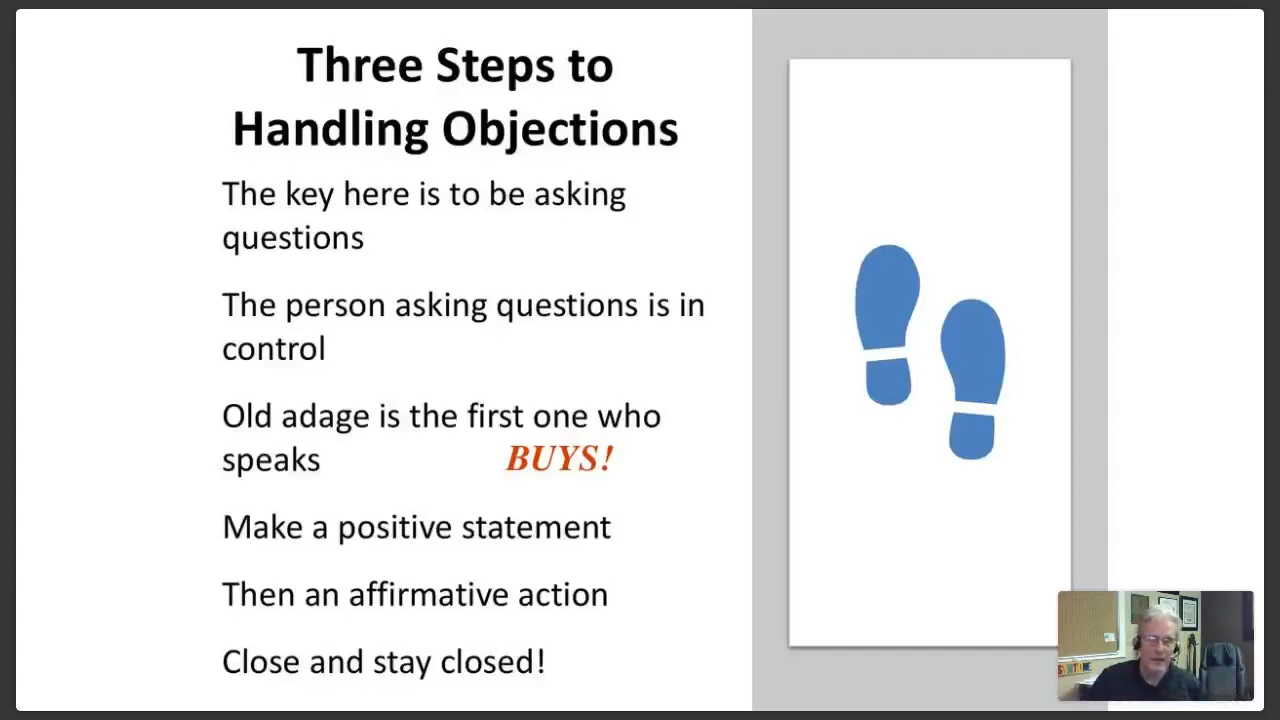 Three Steps to
Handling Objections
The key here is to be asking
questions
The person asking questions is in
control
Old adage is the first one who
speaks BUYS!
Make a positive statement
Then an affirmative action
Close and stay closed!